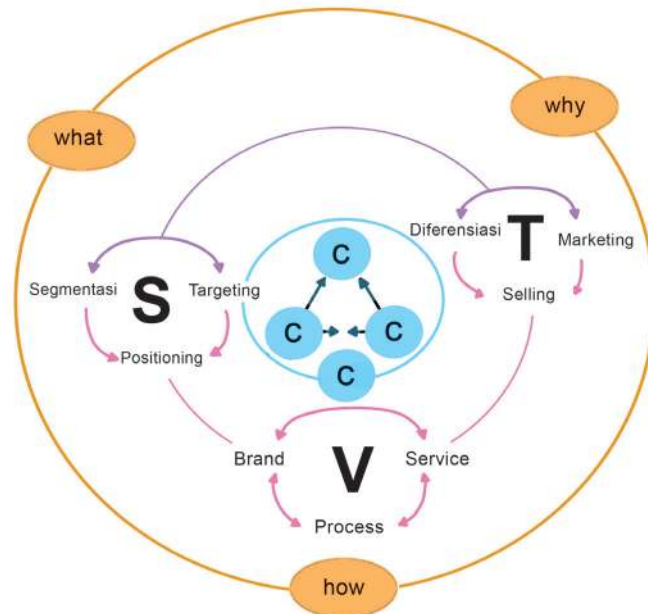 why
what
Diferensiasi
T
Marketing
C
Segmentasi
S
Targeting
Selling
C
C
Positioning
C
Brand
V
Service
Process
how